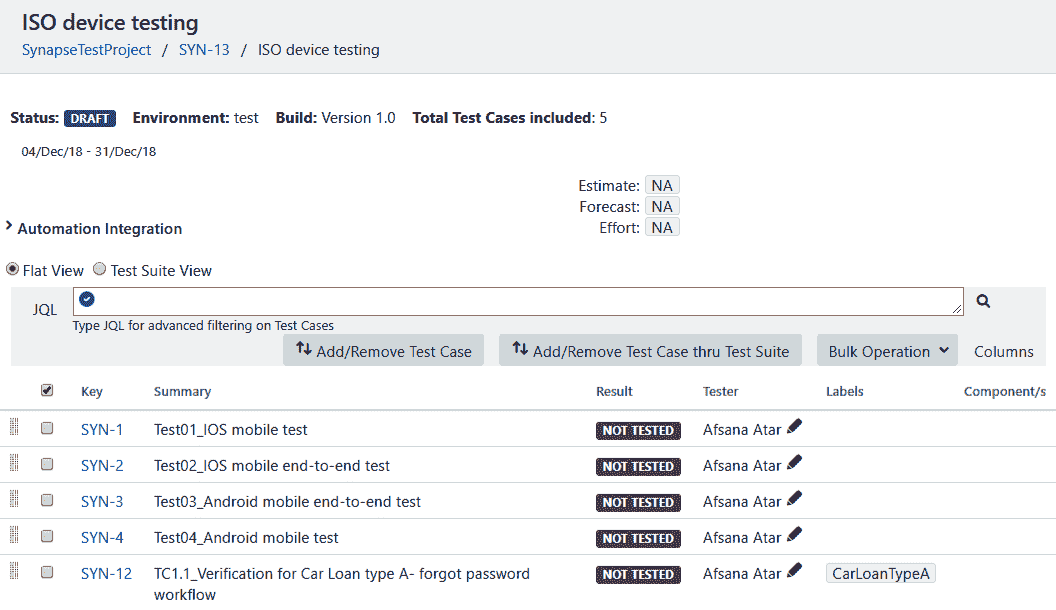 ISO device testing
SynapseTestProject / SYN-13 / ISO device testing
Status: DRAFT Environment: test Build: Version 1.0 Total Test Cases included: 5
04/Dec/18 - 31/Dec/18
Estimate: NA
Forecast: NA
Effort: NA
Automation Integration
Flat View Test Suite View
JQL
Type JQL for advanced filtering on Test Cases
Add/Remove Test Case Add/Remove Test Case thru Test Suite Bulk Operation Columns
Key Summary Result Tester Labels Component/s
SYN-1 Test01_IOS mobile test NOT TESTED Afsana Atar
SYN-2 Test02_IOS mobile end-to-end test NOT TESTED Afsana Atar
SYN-3 Test03_Android mobile end-to-end test NOT TESTED Afsana Atar
SYN-4 Test04_Android mobile test NOT TESTED Afsana Atar
SYN-12 TC1.1_Verification for Car Loan type A- forgot password NOT TESTED Afsana Atar CarLoanTypeA
workflow